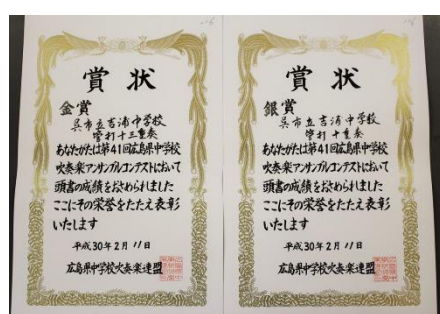 賞状
金賞
呉市立吉浦中学校
管打十三重奏
あなたがたは第41回広島県中学校
吹奏楽アンサンブルコンテストにおいて
頭書の成績をおさめられました
ここにその栄誉をたたえ表彰
いたします
平成30年2月11日
広島県中学校吹奏楽連盟
賞状
銀賞
呉市立吉浦中学校
管打十重奏
あなたがたは第41回広島県中学校
吹奏楽アンサンブルコンテストにおいて
頭書の成績をおさめられました
ここにその栄誉をたたえ表彰
いたします
平成30年2月11日
広島県中学校吹奏楽連盟